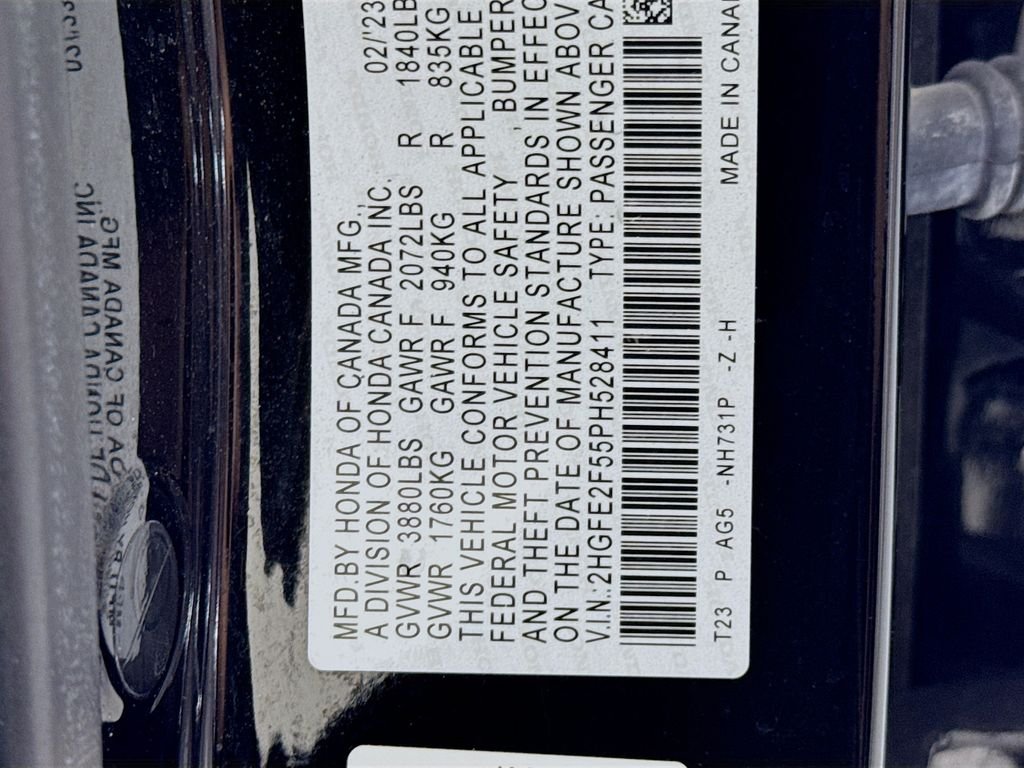 MFD.BY HONDA OF CANADA MFG., 02/'23
A DIVISION OF HONDA CANADA INC.
GVWR 3880LBS GAWR F 2072LBS R 1840LB
GVWR 1760KG GAWR F 940KG R 835KG
THIS VEHICLE CONFORMS TO ALL APPLICABLE
FEDERAL MOTOR VEHICLE SAFETY, BUMPER
AND THEFT PREVENTION STANDARDS IN EFFEC
ON THE DATE OF MANUFACTURE SHOWN ABOV
V.I.N.:2HGFE2F55PH528411 TYPE: PASSENGER CA
MADE IN CANA
T23 P AG5 -NH731P -Z -H